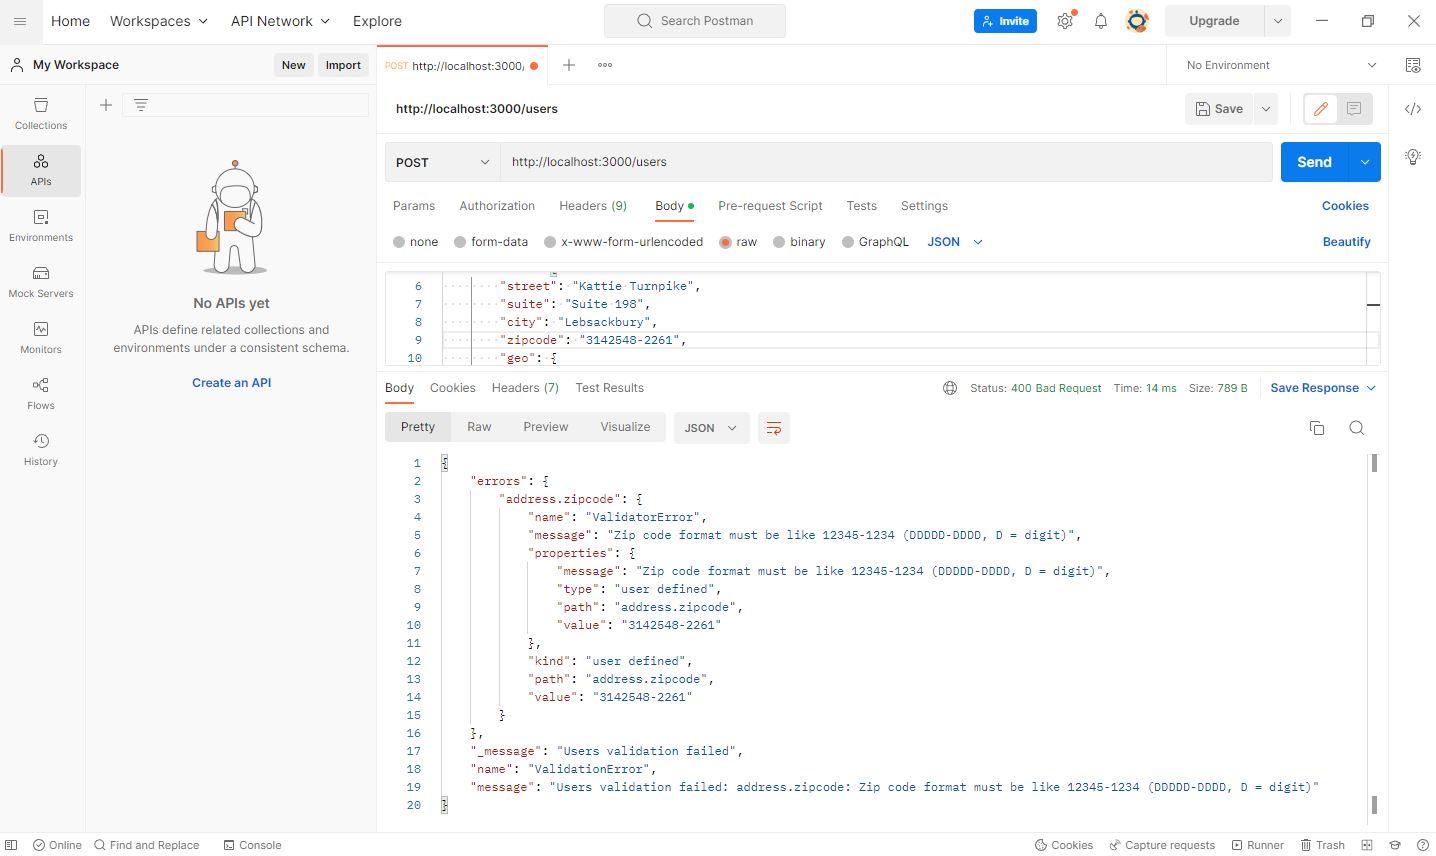 Home Workspaces API Network Explore Search Postman Invite Upgrade
My Workspace New Import POST http://localhost:3000/ No Environment
Collections
APIs
Environments
Mock Servers
Monitors
Flows
History
No APIs yet
APIs define related collections and
environments under a consistent schema.
Create an API
http://localhost:3000/users Save
POST http://localhost:3000/users Send
Params Authorization Headers (9) Body Pre-request Script Tests Settings Cookies
none form-data x-www-form-urlencoded raw binary GraphQL JSON Beautify
6 "street": "Kattie Turnpike",
7 "suite": "Suite 198",
8 "city": "Lebsackbury",
9 "zipcode": "3142548-2261",
10 "geo": {
Body Cookies Headers (7) Test Results Status: 400 Bad Request Time: 14 ms Size: 789 B Save Response
Pretty Raw Preview Visualize JSON
1 {
2 "errors": {
3 "address.zipcode": {
4 "name": "ValidatorError",
5 "message": "Zip code format must be like 12345-1234 (DDDDD-DDDD, D = digit)",
6 "properties": {
7 "message": "Zip code format must be like 12345-1234 (DDDDD-DDDD, D = digit)",
8 "type": "user defined",
9 "path": "address.zipcode",
10 "value": "3142548-2261"
11 },
12 "kind": "user defined",
13 "path": "address.zipcode",
14 "value": "3142548-2261"
15 }
16 },
17 "_message": "Users validation failed",
18 "name": "ValidationError",
19 "message": "Users validation failed: address.zipcode: Zip code format must be like 12345-1234 (DDDDD-DDDD, D = digit)"
20 }
Online Find and Replace Console Cookies Capture requests Runner Trash